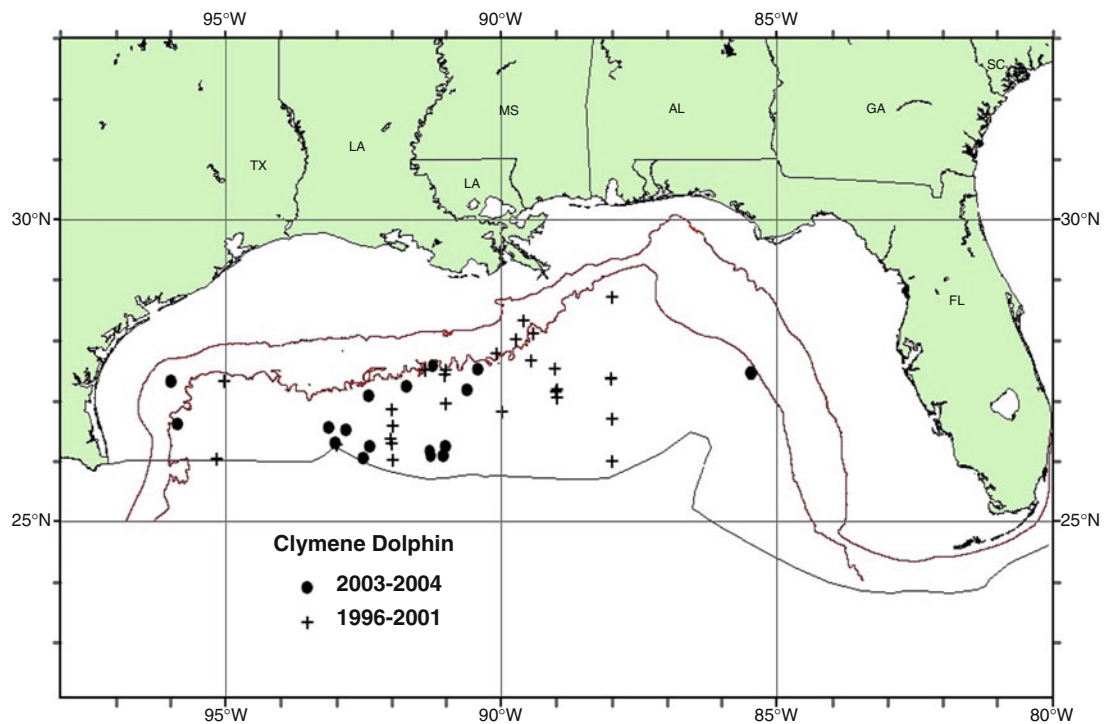 95°W 90°W 85°W
SC
MS AL GA
LA
TX
LA
30°N 30°N
FL
25°N 25°N
Clymene Dolphin
2003-2004
1996-2001
95°W 90°W 85°W 80°W